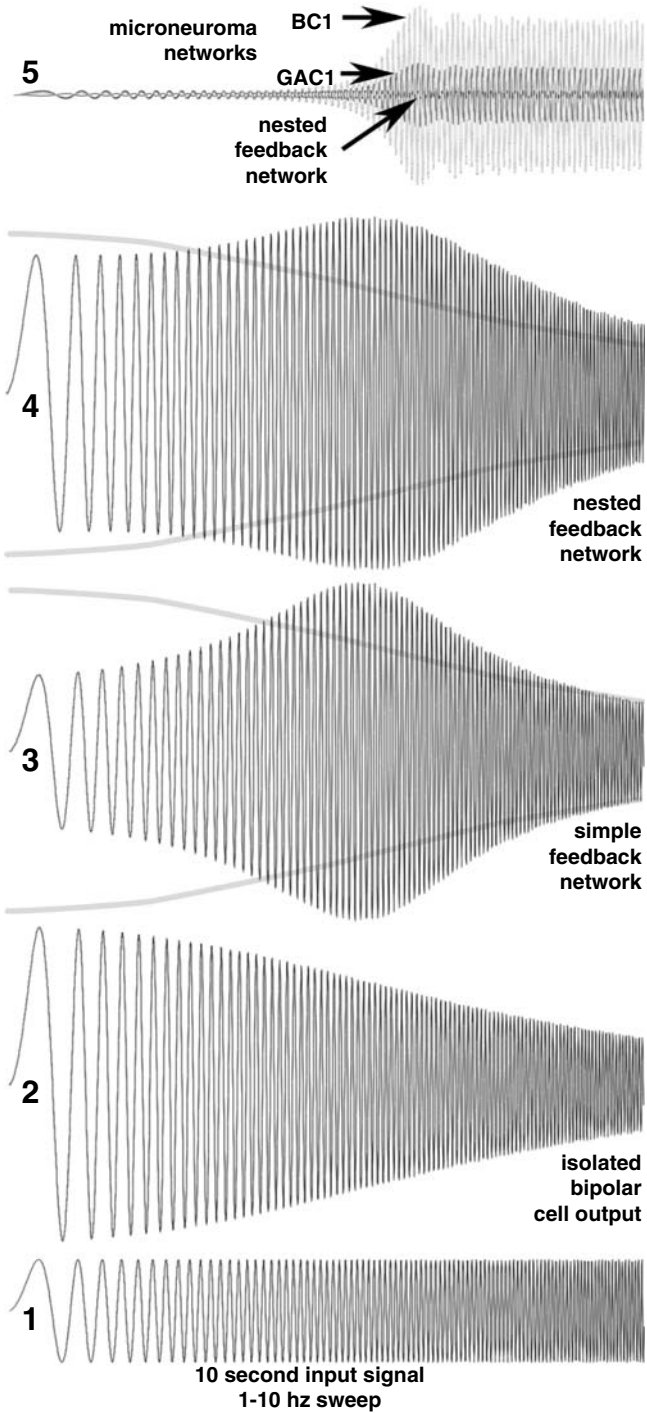 BC1
microneuroma
networks
5
GAC1
nested
feedback
network
4
nested
feedback
network
3
simple
feedback
network
2
isolated
bipolar
cell output
1
10 second input signal
1-10 hz sweep